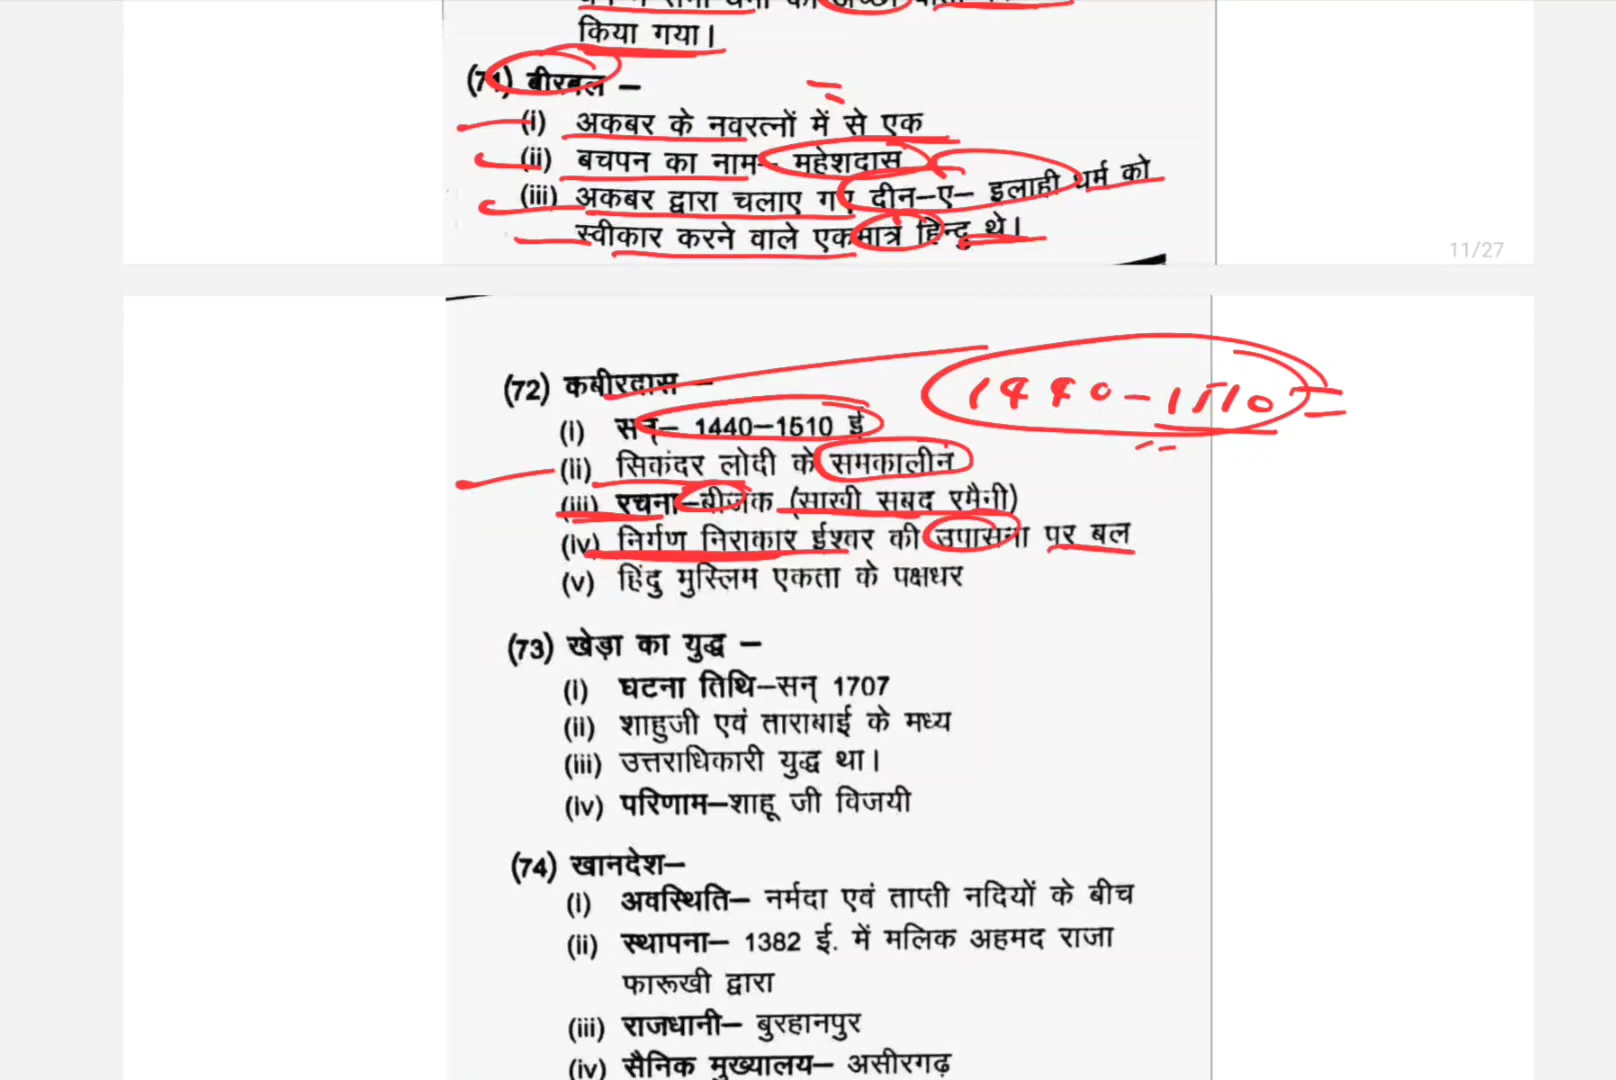 किया गया।
(71) बीरबल –
(i) अकबर के नवरत्नों में से एक
(ii) बचपन का नाम– महेशदास
(iii) अकबर द्वारा चलाए गए दीन–ए– इलाही धर्म को
स्वीकार करने वाले एकमात्र हिन्दु थे।
11/27
(72) कबीरदास –
1440-1510
(i) सन्– 1440–1510 ई
(ii) सिकंदर लोदी के समकालीन
(iii) रचना–बीजक (साखी सबद रमैनी)
(iv) निर्गण निराकार ईश्वर की उपासना पर बल
(v) हिंदु मुस्लिम एकता के पक्षधर
(73) खेड़ा का युद्ध –
(i) घटना तिथि–सन् 1707
(ii) शाहुजी एवं ताराबाई के मध्य
(iii) उत्तराधिकारी युद्ध था।
(iv) परिणाम–शाहू जी विजयी
(74) खानदेश–
(i) अवस्थिति– नर्मदा एवं ताप्ती नदियों के बीच
(ii) स्थापना– 1382 ई. में मलिक अहमद राजा
फारूखी द्वारा
(iii) राजधानी– बुरहानपुर
(iv) सैनिक मुख्यालय– असीरगढ़